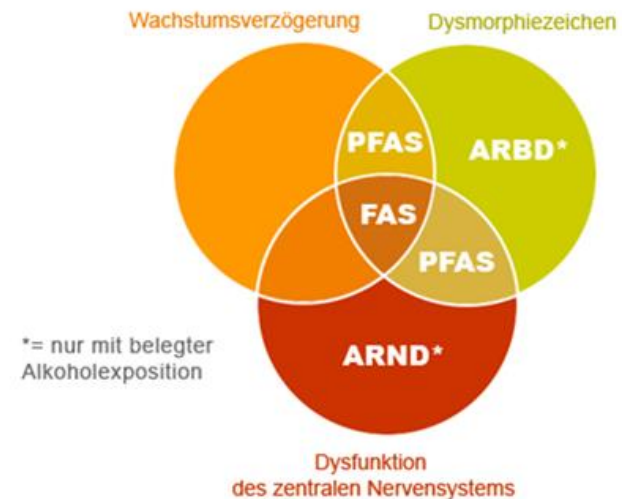 Wachstumsverzögerung
Dysmorphiezeichen
PFAS
ARBD*
FAS
PFAS
*= nur mit belegter
Alkoholexposition
ARND*
Dysfunktion
des zentralen Nervensystems